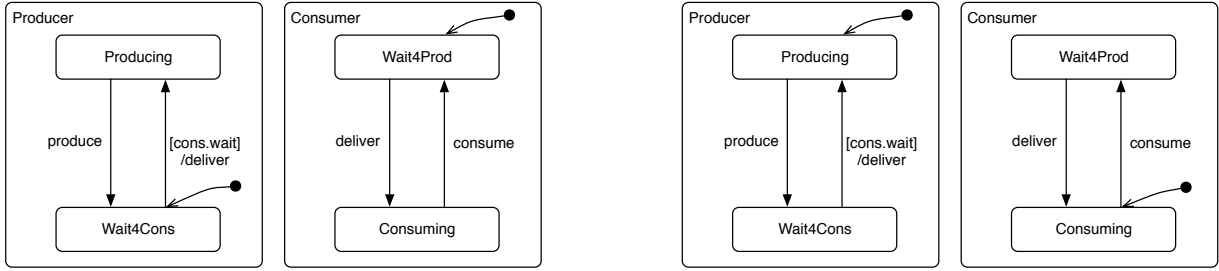 Producer
Producing
produce
[cons.wait]
/deliver
Wait4Cons
Consumer
Wait4Prod
deliver
consume
Consuming
Producer
Producing
produce
[cons.wait]
/deliver
Wait4Cons
Consumer
Wait4Prod
deliver
consume
Consuming